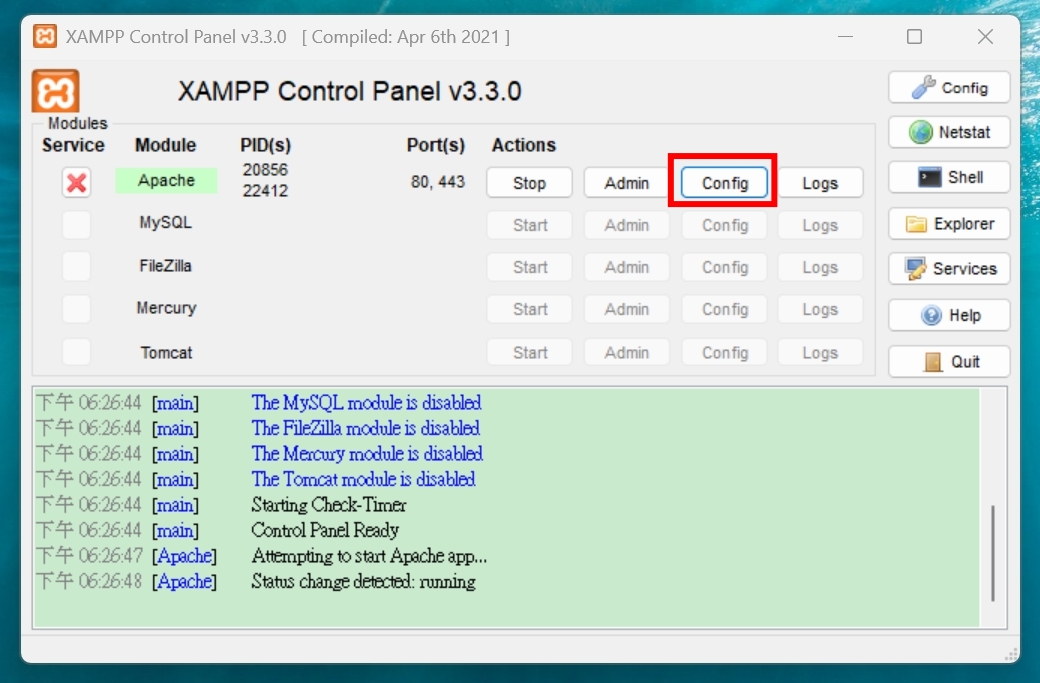 XAMPP Control Panel v3.3.0 [ Compiled: Apr 6th 2021 ]
XAMPP Control Panel v3.3.0
Config
Modules
Service Module PID(s) Port(s) Actions
Netstat
Apache 20856 22412 80, 443 Stop Admin Config Logs
Shell
MySQL Start Admin Config Logs
Explorer
FileZilla Start Admin Config Logs
Services
Mercury Start Admin Config Logs
Help
Tomcat Start Admin Config Logs
Quit
下午 06:26:44 [main] The MySQL module is disabled
下午 06:26:44 [main] The FileZilla module is disabled
下午 06:26:44 [main] The Mercury module is disabled
下午 06:26:44 [main] The Tomcat module is disabled
下午 06:26:44 [main] Starting Check-Timer
下午 06:26:44 [main] Control Panel Ready
下午 06:26:47 [Apache] Attempting to start Apache app...
下午 06:26:48 [Apache] Status change detected: running